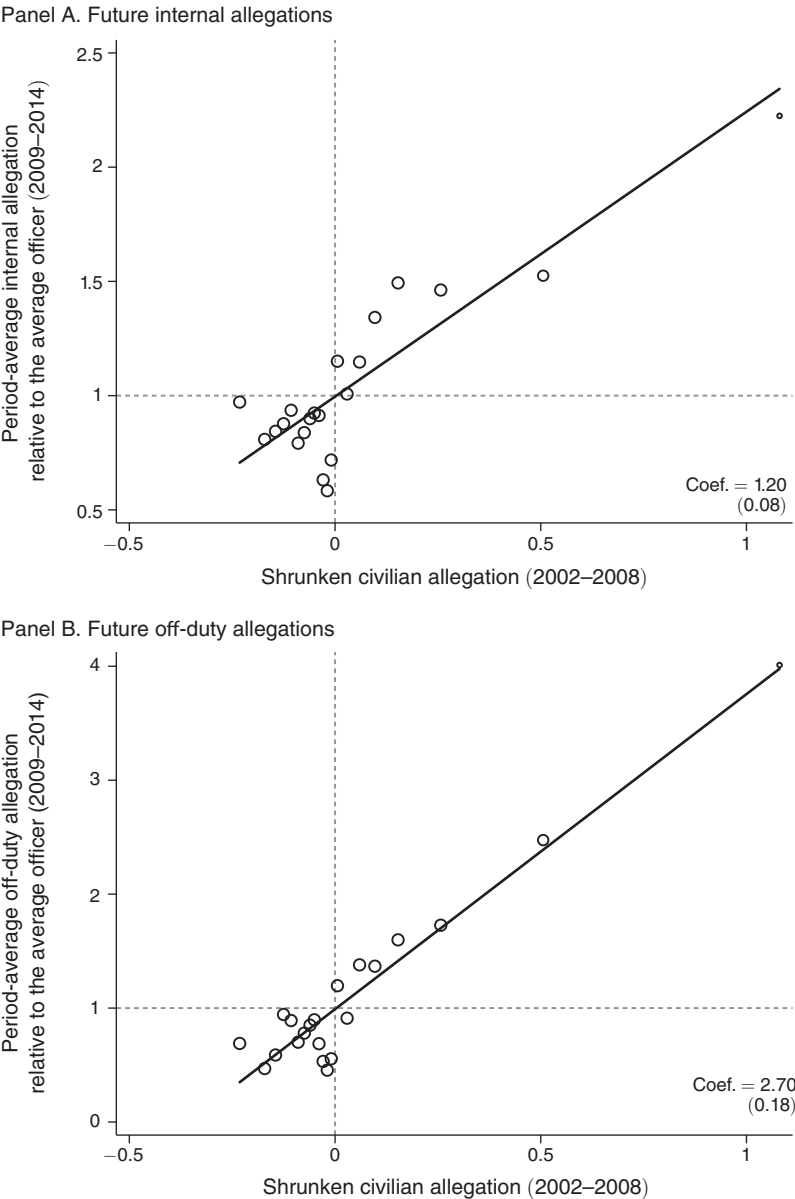 Panel A. Future internal allegations
Period-average internal allegation
relative to the average officer (2009–2014)
2.5
2
1.5
1
0.5
Coef. = 1.20
(0.08)
−0.5
0
0.5
1
Shrunken civilian allegation (2002–2008)
Panel B. Future off-duty allegations
Period-average off-duty allegation
relative to the average officer (2009–2014)
4
3
2
1
0
Coef. = 2.70
(0.18)
−0.5
0
0.5
1
Shrunken civilian allegation (2002–2008)